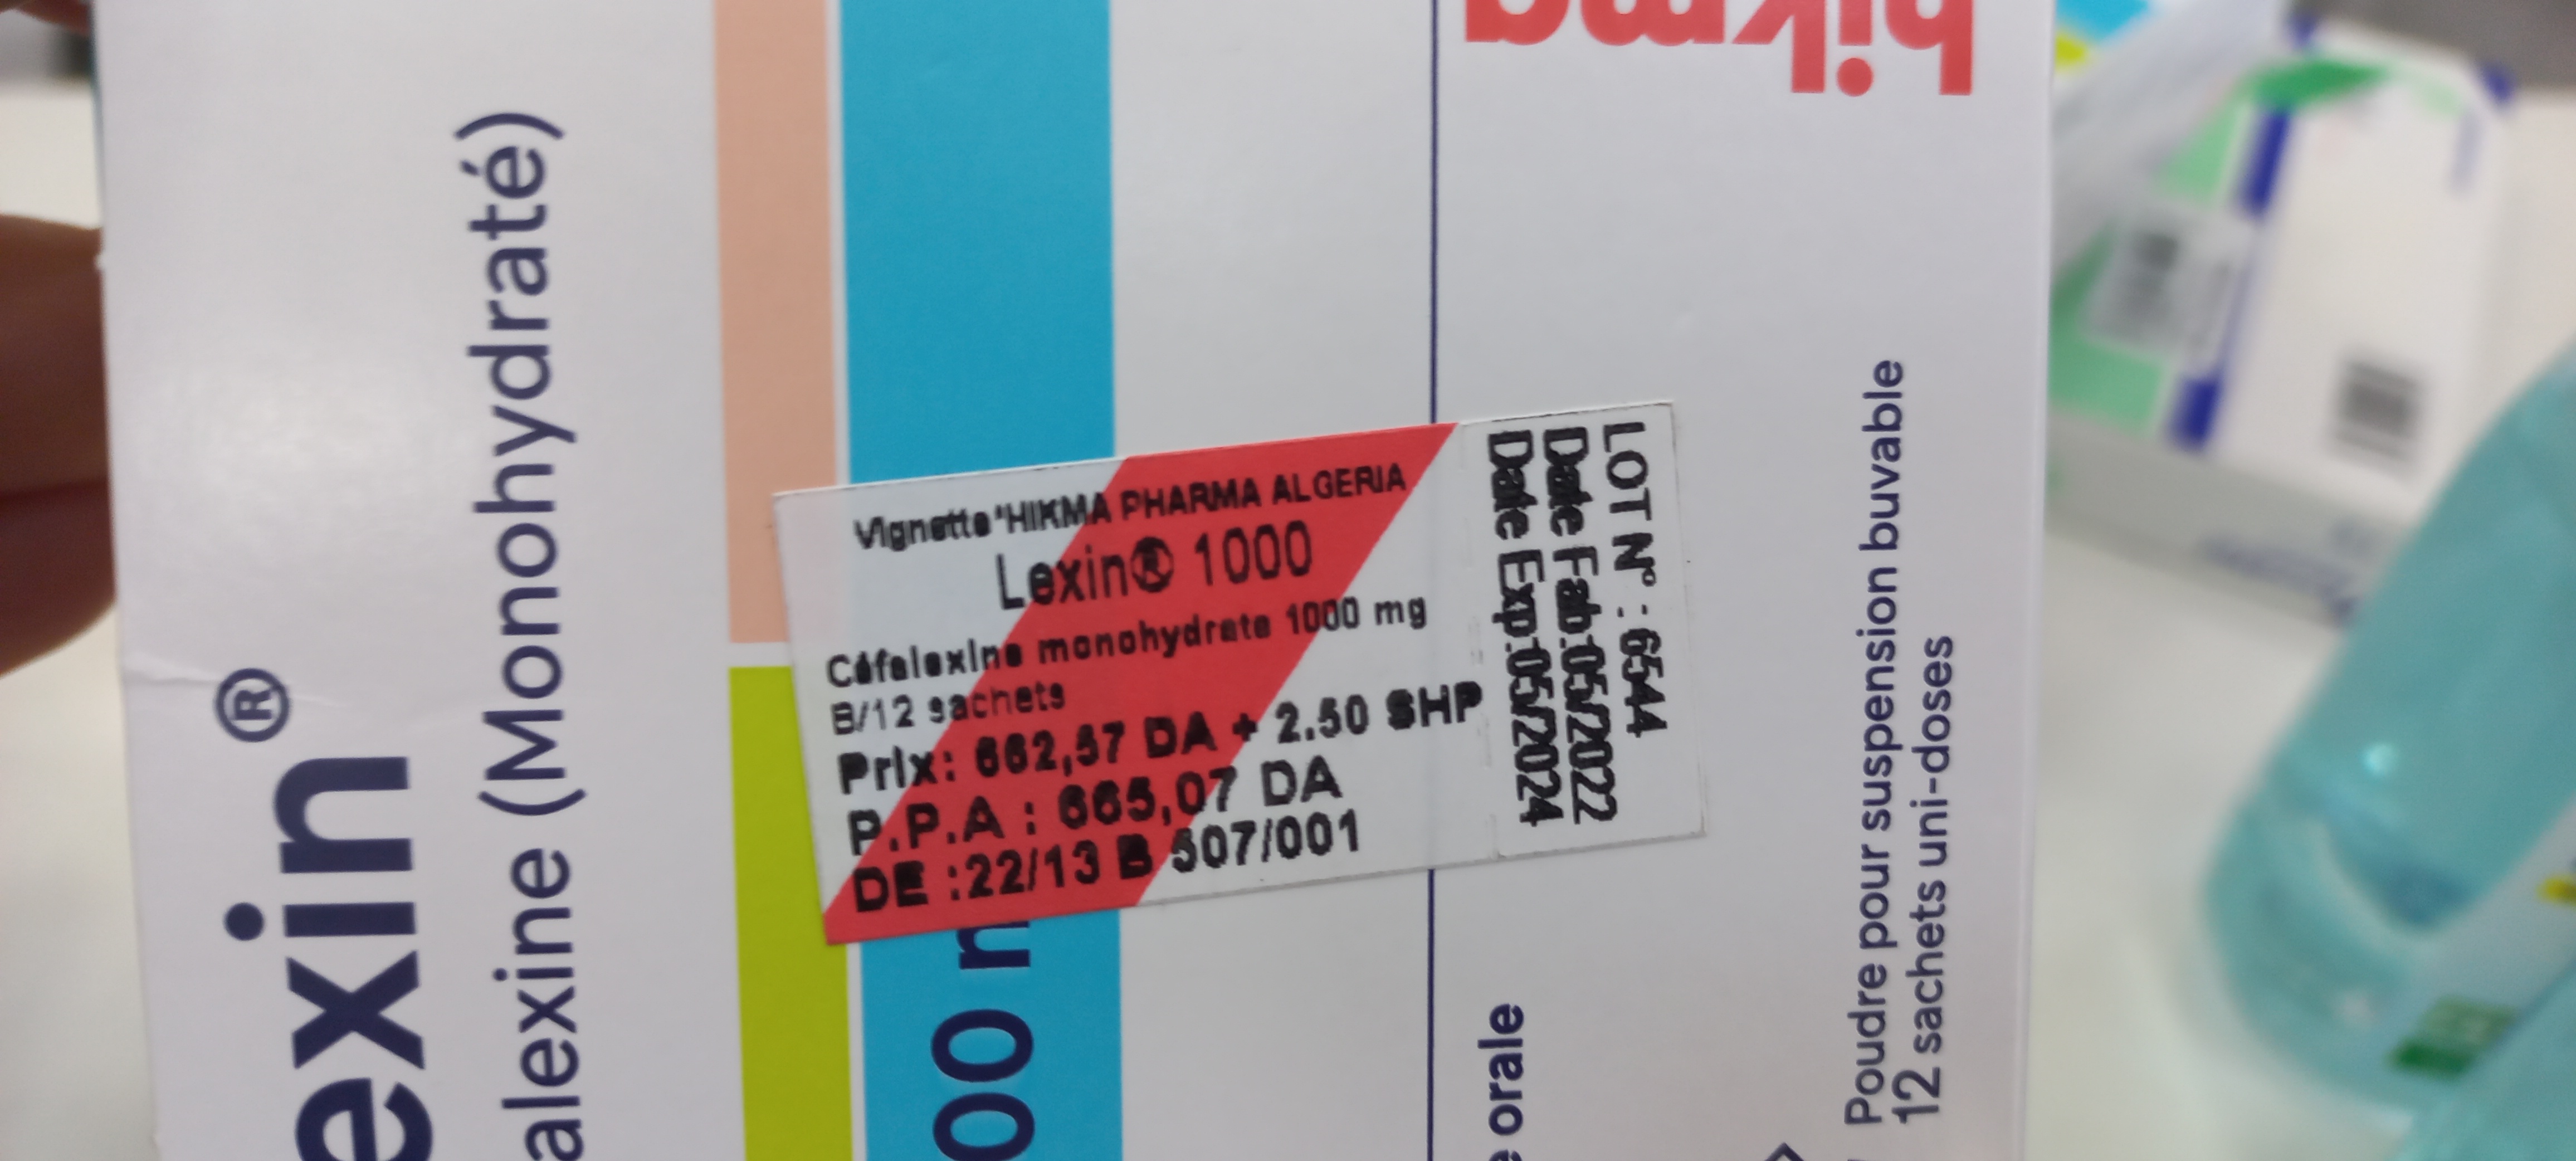 hikma
exin®
alexine (Monohydraté)
00 m
e orale
Poudre pour suspension buvable
12 sachets uni-doses
Vignette "HIKMA PHARMA ALGERIA
Lexin® 1000
Céfalexine monohydrate 1000 mg
B/12 sachets
Prix: 662,57 DA + 2.50 SHP
P.P.A : 665,07 DA
DE :22/13 B 507/001
LOT N° : 6544
Date Fab:05/2022
Date Exp:05/2024